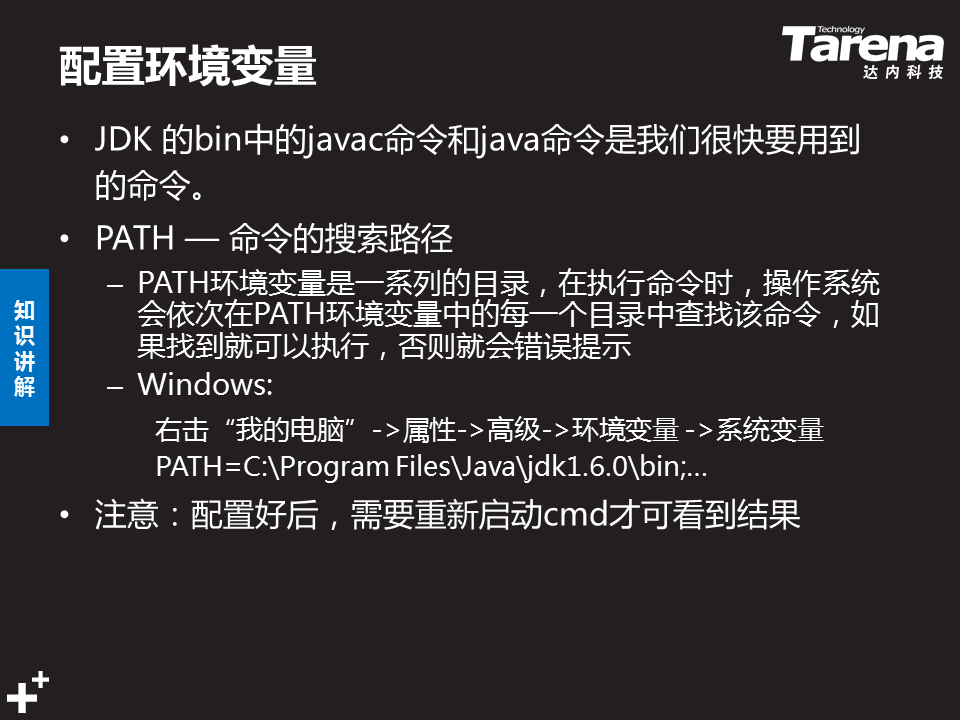 配置环境变量
Technology
Tarena
达内科技
• JDK 的bin中的javac命令和java命令是我们很快要用到
的命令。
• PATH — 命令的搜索路径
– PATH环境变量是一系列的目录，在执行命令时，操作系统
会依次在PATH环境变量中的每一个目录中查找该命令，如
果找到就可以执行，否则就会错误提示
– Windows:
右击“我的电脑”->属性->高级->环境变量 ->系统变量
PATH=C:\Program Files\Java\jdk1.6.0\bin;…
• 注意：配置好后，需要重新启动cmd才可看到结果
知
识
讲
解